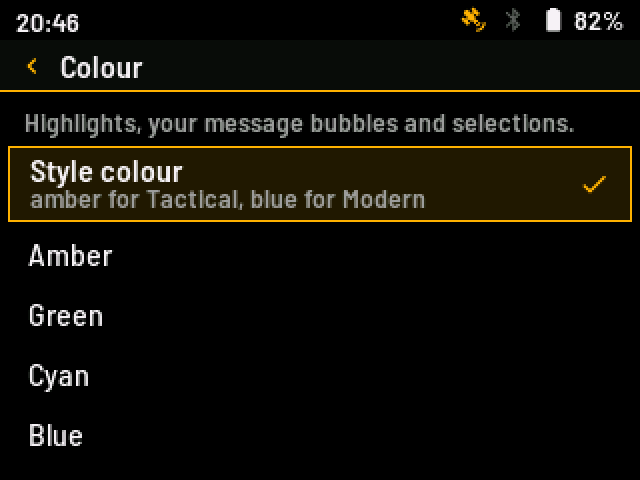 20:46
82%
Colour
Highlights, your message bubbles and selections.
Style colour
amber for Tactical, blue for Modern
Amber
Green
Cyan
Blue